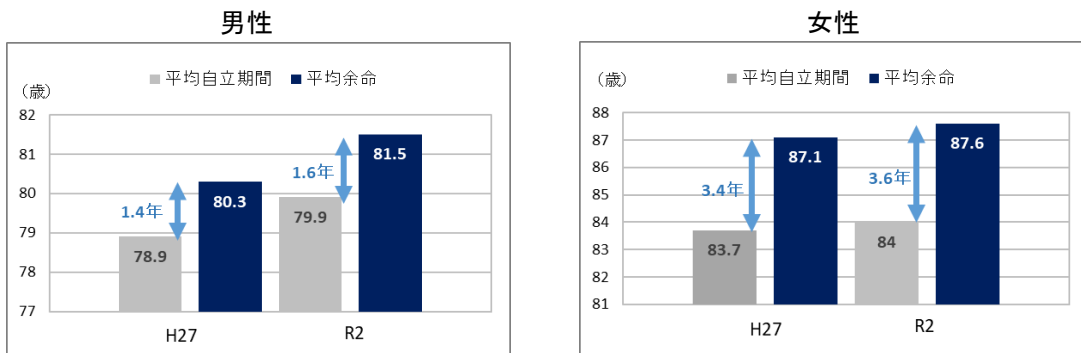 男性
平均自立期間 平均余命
（歳）
82
81
80
79
78
77
1.4年
78.9
80.3
1.6年
79.9
81.5
H27
R2
女性
平均自立期間 平均余命
（歳）
88
87
86
85
84
83
82
81
3.4年
83.7
87.1
3.6年
84
87.6
H27
R2